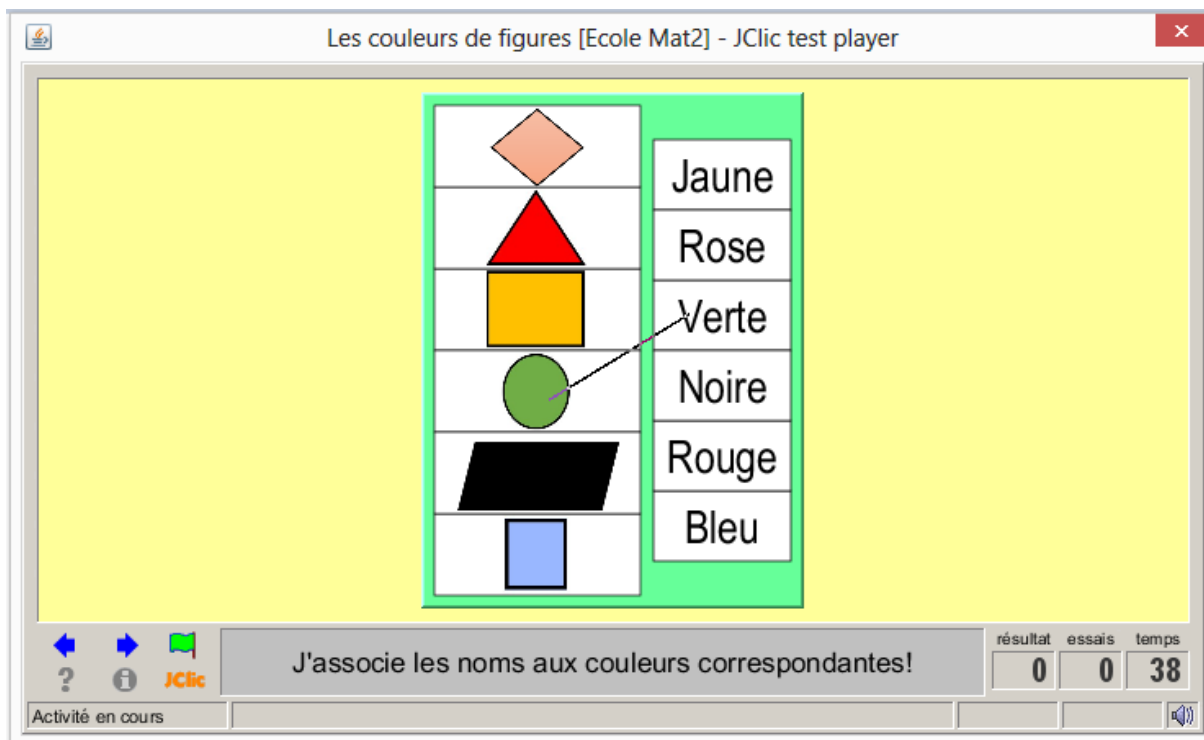 Les couleurs de figures [Ecole Mat2] - JClic test player
Jaune
Rose
Verte
Noire
Rouge
Bleu
J'associe les noms aux couleurs correspondantes!
résultat essais temps
0 0 38
? i JClic
Activité en cours